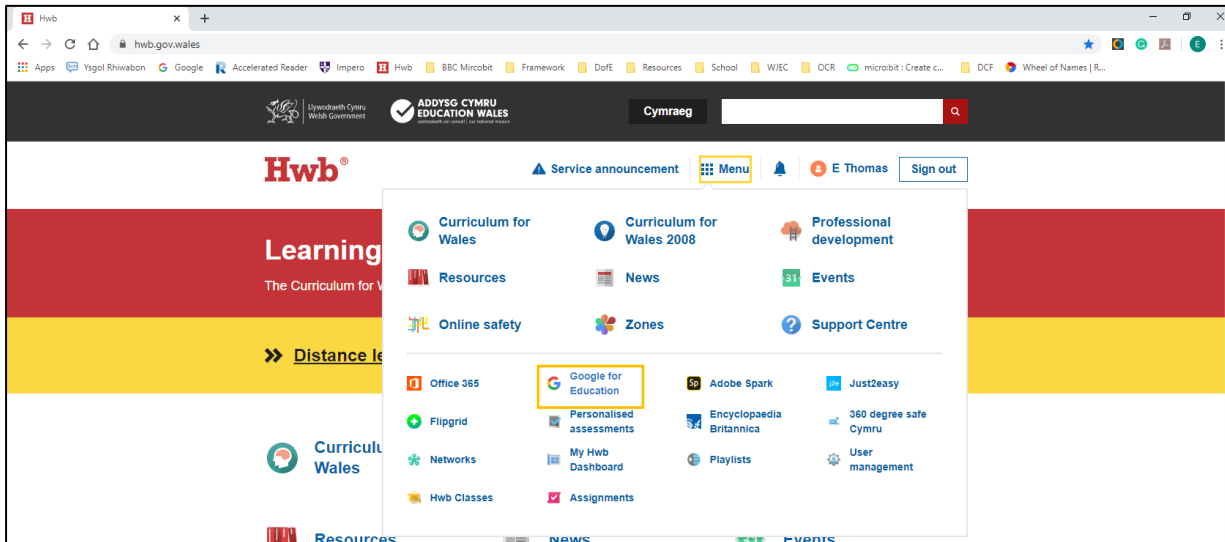 Hwb
hwb.gov.wales
E
Apps Ysgol Rhiwabon Google Accelerated Reader Impero Hwb BBC Mircobit Framework DofE Resources School WJEC OCR micro:bit : Create c... DCF Wheel of Names | R...
Llywodraeth Cymru
Welsh Government
ADDYSG CYMRU
EDUCATION WALES
Cymraeg
Hwb®
Service announcement Menu E Thomas Sign out
Learning
The Curriculum for W
Distance le
Curriculum for
Wales
Curriculum for
Wales 2008
Professional
development
Resources News 31 Events
Online safety Zones Support Centre
Office 365
Google for
Education
Sp Adobe Spark
j2e Just2easy
Flipgrid
Personalised
assessments
Encyclopaedia
Britannica
360 degree safe
Cymru
Networks
My Hwb
Dashboard
Playlists
User
management
Hwb Classes Assignments
Curriculu
Wales
Resources News Events